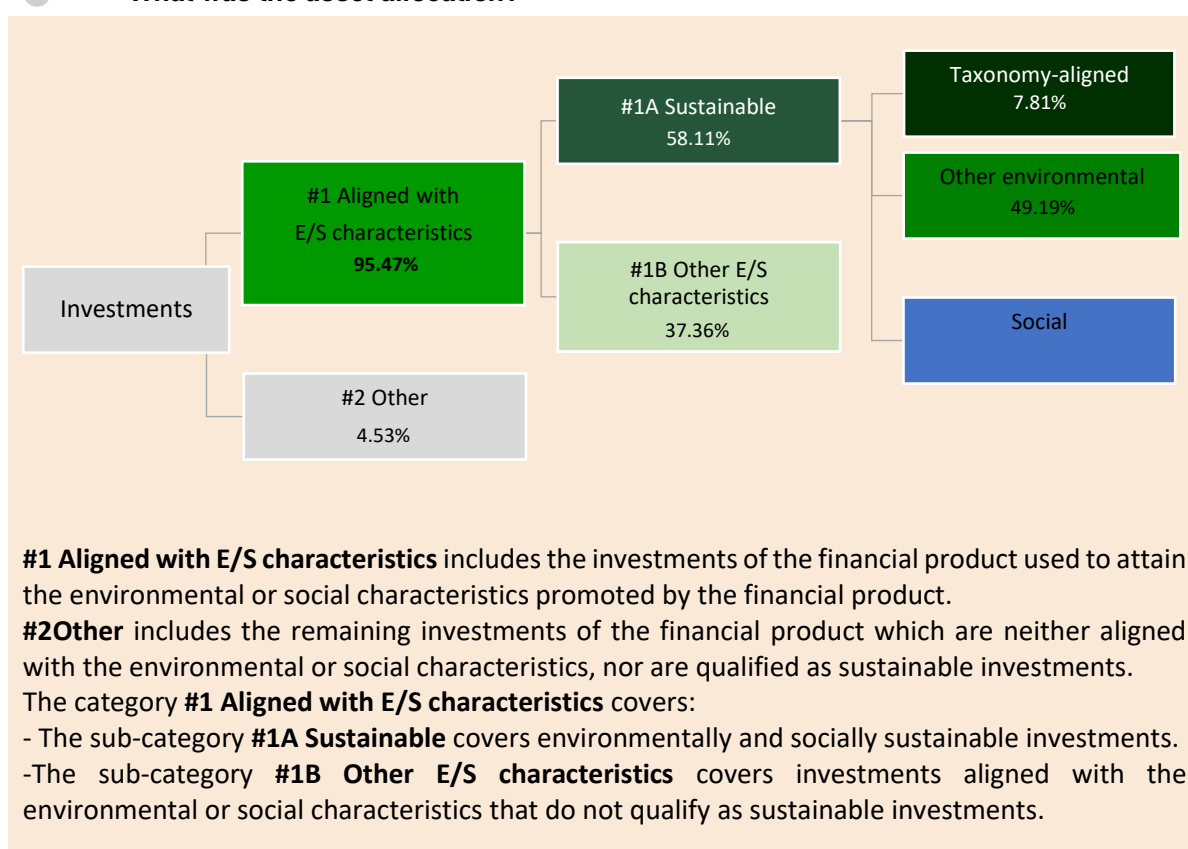 What was the asset allocation?
Taxonomy-aligned
7.81%
#1A Sustainable
58.11%
Other environmental
49.19%
#1 Aligned with
E/S characteristics
95.47%
#1B Other E/S
characteristics
37.36%
Investments
Social
#2 Other
4.53%
#1 Aligned with E/S characteristics includes the investments of the financial product used to attain
the environmental or social characteristics promoted by the financial product.
#2Other includes the remaining investments of the financial product which are neither aligned
with the environmental or social characteristics, nor are qualified as sustainable investments.
The category #1 Aligned with E/S characteristics covers:
- The sub-category #1A Sustainable covers environmentally and socially sustainable investments.
-The sub-category #1B Other E/S characteristics covers investments aligned with the
environmental or social characteristics that do not qualify as sustainable investments.